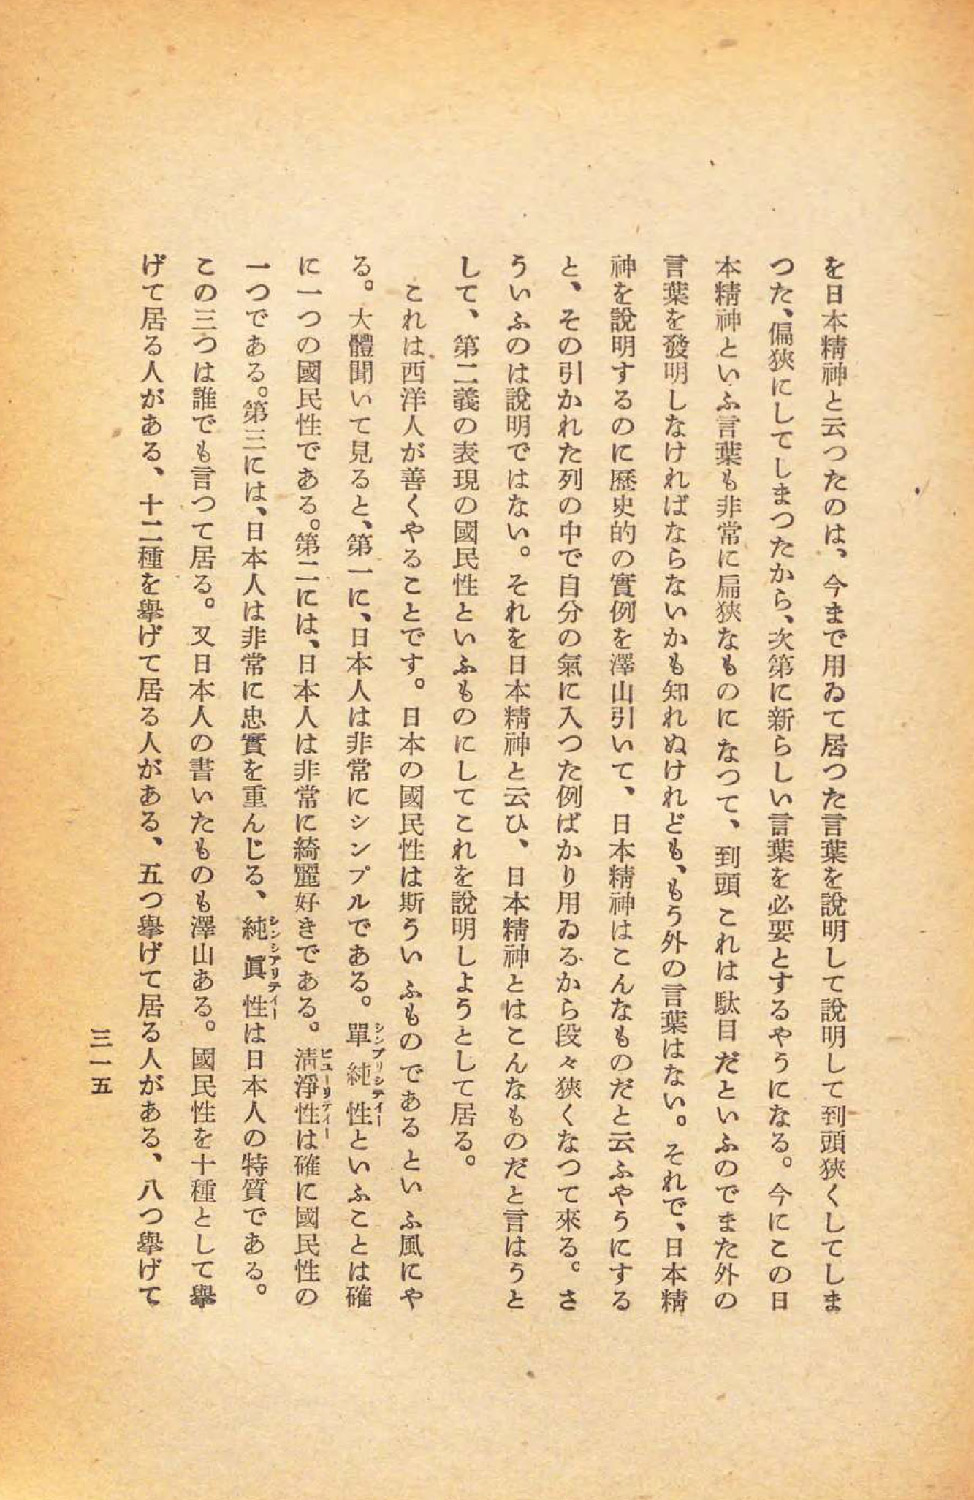 を日本精神と云つたのは、今まで用ゐて居つた言葉を說明して說明して到頭狹くしてしま
つた、偏狹にしてしまつたから、次第に新らしい言葉を必要とするやうになる。今にこの日
本精神といふ言葉も非常に扁狹なものになつて、到頭これは駄目だといふのでまた外の
言葉を發明しなければならないかも知れぬけれども、もう外の言葉はない。それで、日本精
神を說明するのに歷史的の實例を澤山引いて、日本精神はこんなものだと云ふやうにする
と、その引かれた列の中で自分の氣に入つた例ばかり用ゐるから段々狹くなつて來る。さ
ういふのは說明ではない。それを日本精神と云ひ、日本精神とはこんなものだと言はうと
して、第二義の表現の國民性といふものにしてこれを說明しようとして居る。
これは西洋人が善くやることです。日本の國民性は斯ういふものであるといふ風にや
る。大體聞いて見ると、第一に、日本人は非常にシンプルである。單純性といふことは確
シンプリシテイー
に一つの國民性である。第二には、日本人は非常に綺麗好きである。淸淨性は確に國民性の
ピユーリテイー
一つである。第三には、日本人は非常に忠實を重んじる、純眞性は日本人の特質である。
シンシアリテイー
この三つは誰でも言つて居る。又日本人の書いたものも澤山ある。國民性を十種として擧
げて居る人がある、十二種を擧げて居る人がある、五つ擧げて居る人がある、八つ擧げて
三一五